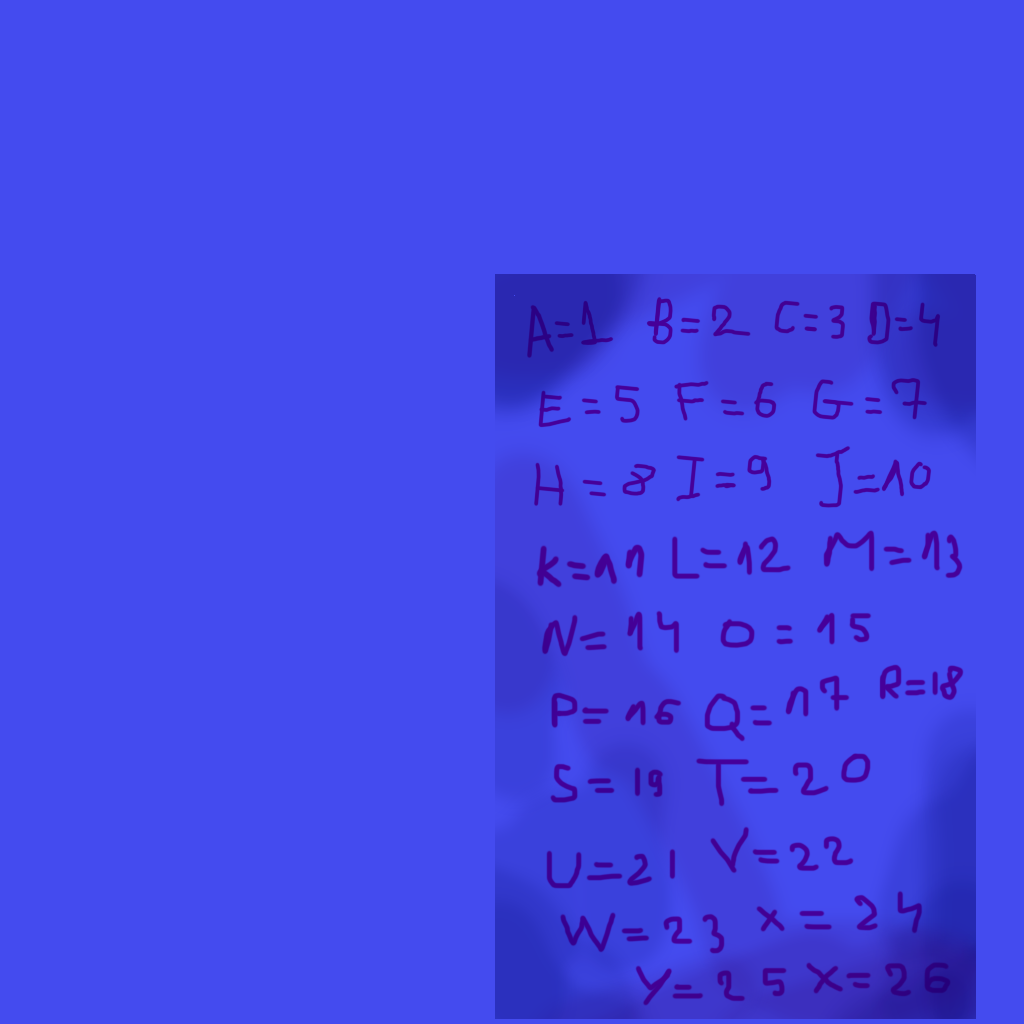 A=1 B=2 C=3 D=4
E=5 F=6 G=7
H=8 I=9 J=10
K=11 L=12 M=13
N=14 O=15
P=16 Q=17 R=18
S=19 T=20
U=21 V=22
W=23 X=24
Y=25 X=26